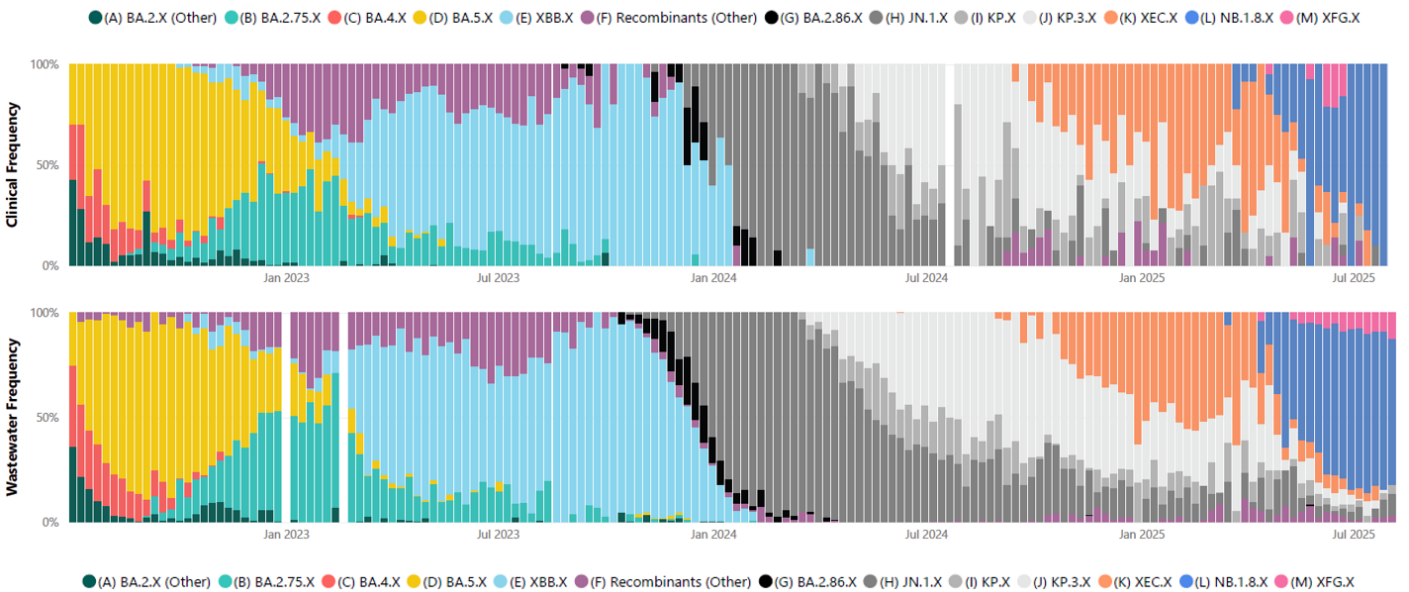 (A) BA.2.X (Other) (B) BA.2.75.X (C) BA.4.X (D) BA.5.X (E) XBB.X (F) Recombinants (Other) (G) BA.2.86.X (H) JN.1.X (I) KP.X (J) KP.3.X (K) XEC.X (L) NB.1.8.X (M) XFG.X
Clinical Frequency
100%
50%
0%
Jan 2023 Jul 2023 Jan 2024 Jul 2024 Jan 2025 Jul 2025
Wastewater Frequency
100%
50%
0%
Jan 2023 Jul 2023 Jan 2024 Jul 2024 Jan 2025 Jul 2025
(A) BA.2.X (Other) (B) BA.2.75.X (C) BA.4.X (D) BA.5.X (E) XBB.X (F) Recombinants (Other) (G) BA.2.86.X (H) JN.1.X (I) KP.X (J) KP.3.X (K) XEC.X (L) NB.1.8.X (M) XFG.X